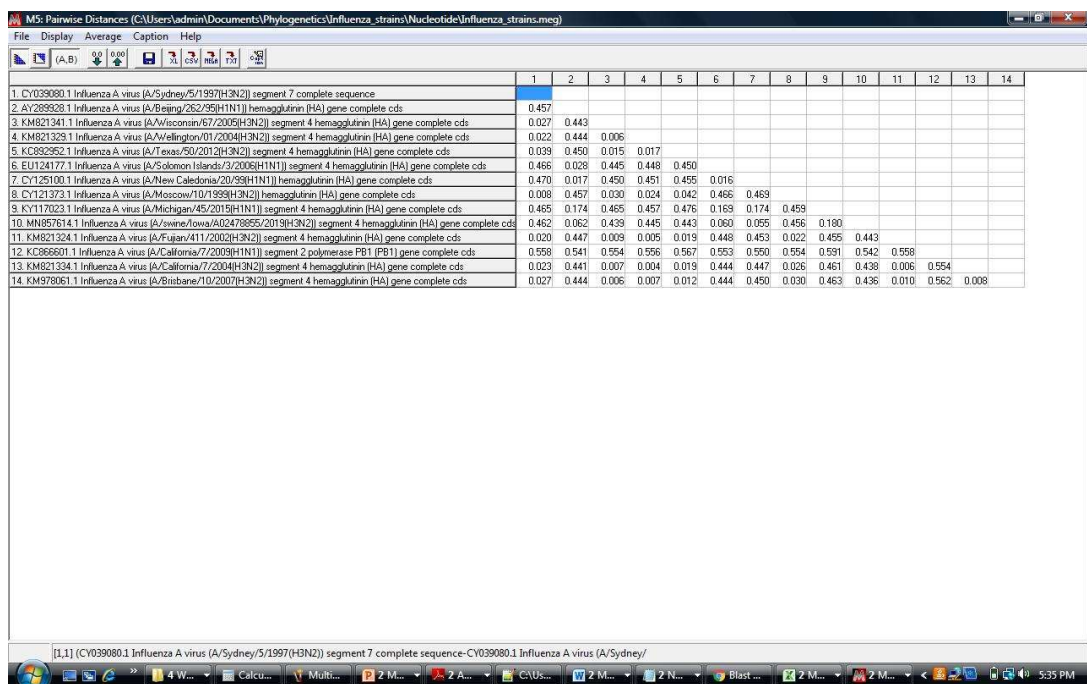 M5: Pairwise Distances (C:\Users\admin\Documents\Phylogenetics\Influenza_strains\Nucleotide\Influenza_strains.meg)
File Display Average Caption Help
(A,B) XL CSV MEGA TXT
1 2 3 4 5 6 7 8 9 10 11 12 13 14
1. CY039080.1 Influenza A virus (A/Sydney/5/1997(H3N2)) segment 7 complete sequence
2. AY289928.1 Influenza A virus (A/Beijing/262/95(H1N1)) hemagglutinin (HA) gene complete cds 0.457
3. KM821341.1 Influenza A virus (A/Wisconsin/67/2005(H3N2)) segment 4 hemagglutinin (HA) gene complete cds 0.027 0.443
4. KM821329.1 Influenza A virus (A/Wellington/01/2004(H3N2)) segment 4 hemagglutinin (HA) gene complete cds 0.022 0.444 0.006
5. KC892952.1 Influenza A virus (A/Texas/50/2012(H3N2)) segment 4 hemagglutinin (HA) gene complete cds 0.039 0.450 0.015 0.017
6. EU124177.1 Influenza A virus (A/Solomon Islands/3/2006(H1N1)) segment 4 hemagglutinin (HA) gene complete cds 0.466 0.028 0.445 0.448 0.450
7. CY125100.1 Influenza A virus (A/New Caledonia/20/99(H1N1)) hemagglutinin (HA) gene complete cds 0.470 0.017 0.450 0.451 0.455 0.016
8. CY121373.1 Influenza A virus (A/Moscow/10/1999(H3N2)) hemagglutinin (HA) gene complete cds 0.008 0.457 0.030 0.024 0.042 0.466 0.469
9. KY117023.1 Influenza A virus (A/Michigan/45/2015(H1N1)) segment 4 hemagglutinin (HA) gene complete cds 0.465 0.174 0.465 0.457 0.476 0.169 0.174 0.459
10. MN857614.1 Influenza A virus (A/swine/Iowa/A02478855/2019(H3N2)) segment 4 hemagglutinin (HA) gene complete cds 0.462 0.062 0.439 0.445 0.443 0.060 0.055 0.456 0.180
11. KM821324.1 Influenza A virus (A/Fujian/411/2002(H3N2)) segment 4 hemagglutinin (HA) gene complete cds 0.020 0.447 0.009 0.005 0.019 0.448 0.453 0.022 0.455 0.443
12. KC866601.1 Influenza A virus (A/California/7/2009(H1N1)) segment 2 polymerase PB1 (PB1) gene complete cds 0.558 0.541 0.554 0.556 0.567 0.553 0.550 0.554 0.591 0.542 0.558
13. KM821334.1 Influenza A virus (A/California/7/2004(H3N2)) segment 4 hemagglutinin (HA) gene complete cds 0.023 0.441 0.007 0.004 0.019 0.444 0.447 0.026 0.461 0.438 0.006 0.554
14. KM978061.1 Influenza A virus (A/Brisbane/10/2007(H3N2)) segment 4 hemagglutinin (HA) gene complete cds 0.027 0.444 0.006 0.007 0.012 0.444 0.450 0.030 0.463 0.436 0.010 0.562 0.008
[1,1] (CY039080.1 Influenza A virus (A/Sydney/5/1997(H3N2)) segment 7 complete sequence-CY039080.1 Influenza A virus (A/Sydney/
4 W... Calcu... Multi... 2 M... 2 A... C:\Us... 2 M... 2 N... Blast ... 2 M... 2 M... 5:35 PM